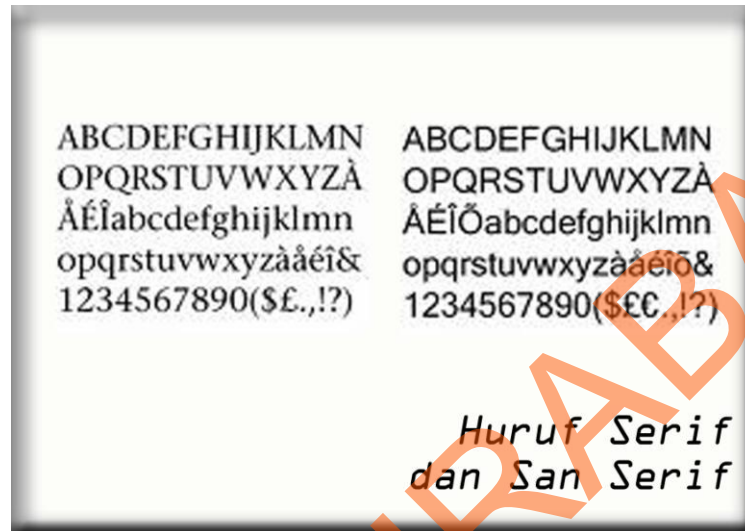 ABCDEFGHIJKLMN
OPQRSTUVWXYZÀ
ÅÉÎabcdefghijklmn
opqrstuvwxyzàåéî&
1234567890($£.,!?)
ABCDEFGHIJKLMN
OPQRSTUVWXYZÀ
ÅÉÎÕabcdefghijklmn
opqrstuvwxyzàåéîõ&
1234567890($£€.,!?)
Huruf Serif
dan San Serif